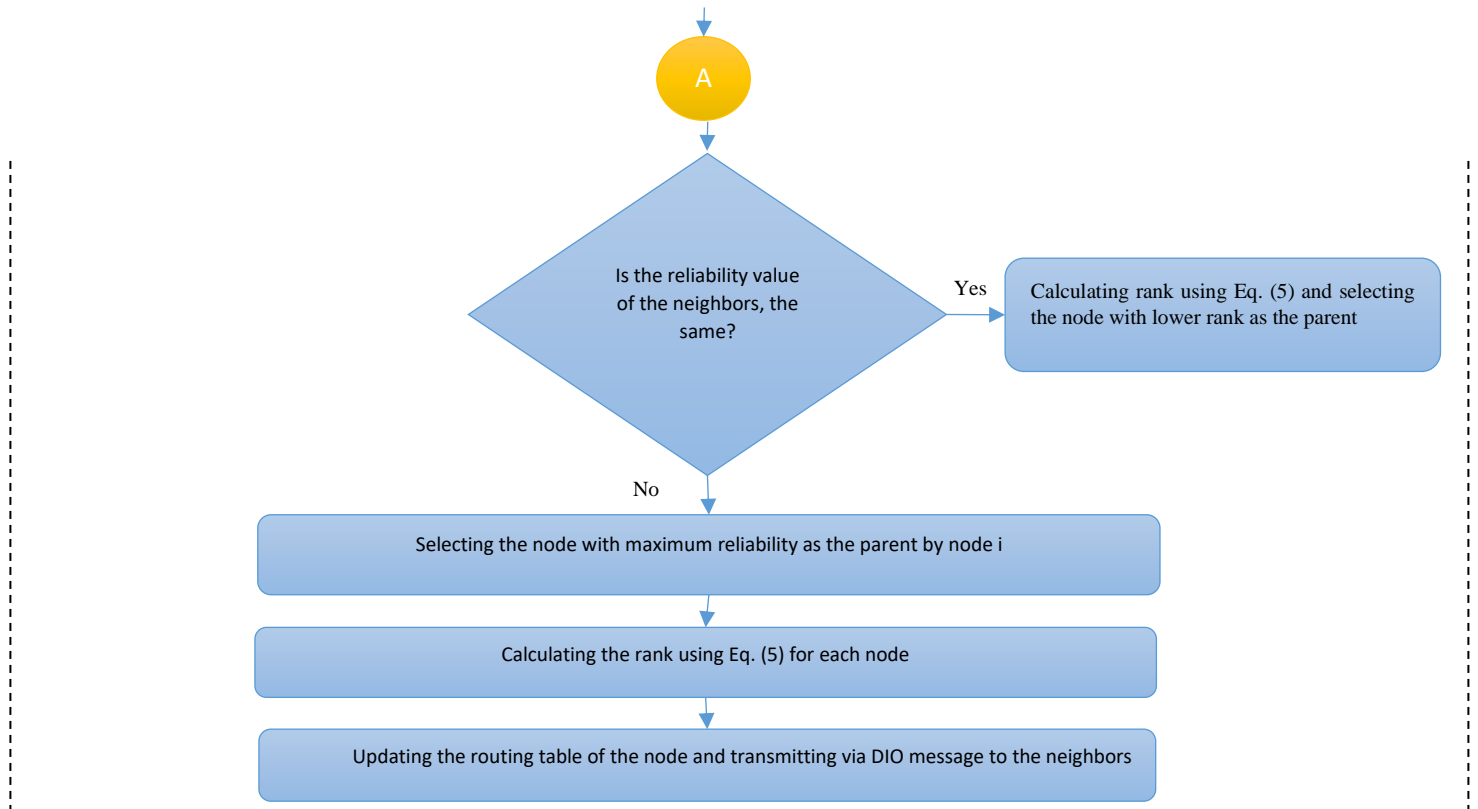 A
Is the reliability value
of the neighbors, the
same?
Yes
Calculating rank using Eq. (5) and selecting
the node with lower rank as the parent
No
Selecting the node with maximum reliability as the parent by node i
Calculating the rank using Eq. (5) for each node
Updating the routing table of the node and transmitting via DIO message to the neighbors